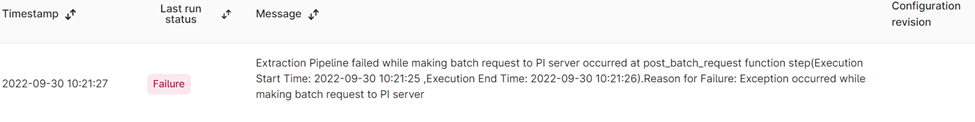 Timestamp
Last run
status
Message
Configuration
revision
2022-09-30 10:21:27
Failure
Extraction Pipeline failed while making batch request to PI server occurred at post_batch_request function step(Execution
Start Time: 2022-09-30 10:21:25 ,Execution End Time: 2022-09-30 10:21:26).Reason for Failure: Exception occurred while
making batch request to PI server